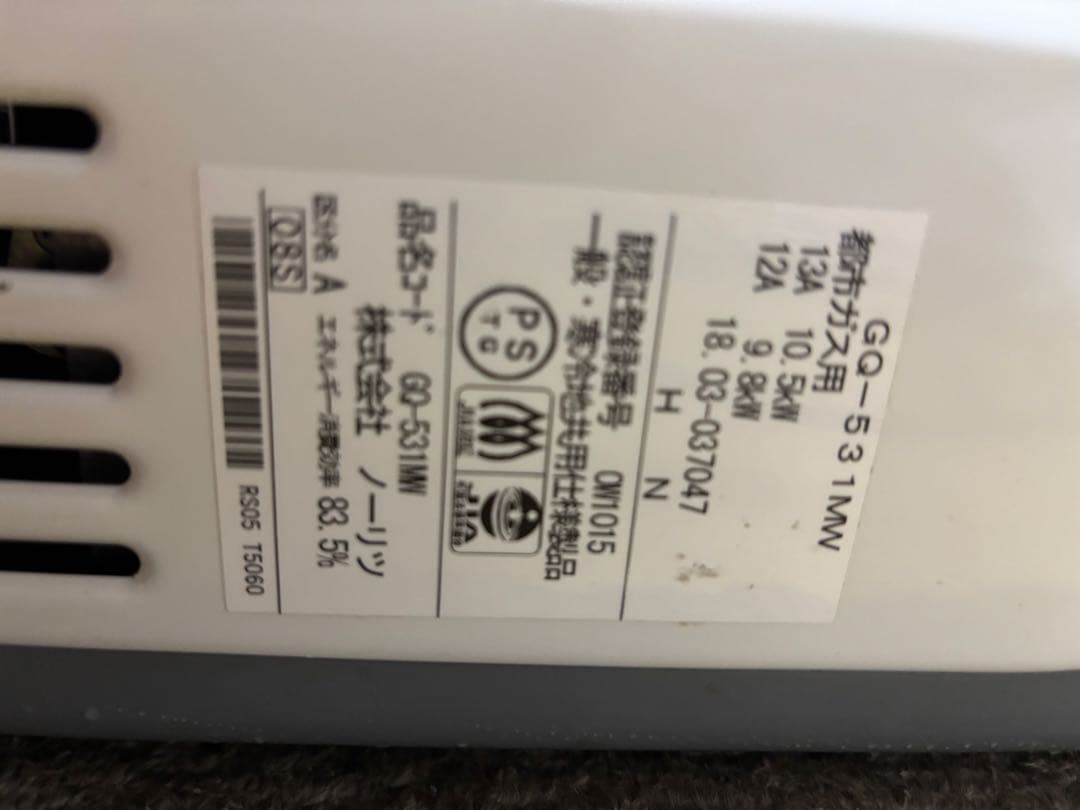 GQ-531MW
都市ガス用
13A 10.5kW
12A 9.8kW
18.03-037047
H N
認証登録番号 QW1015
一般・寒冷地共用仕様製品
PS
TG
JIA
品名コード GQ-531MW
株式会社 ノーリツ
区分名 A エネルギー消費効率 83.5%
QBS
RS05 T5060